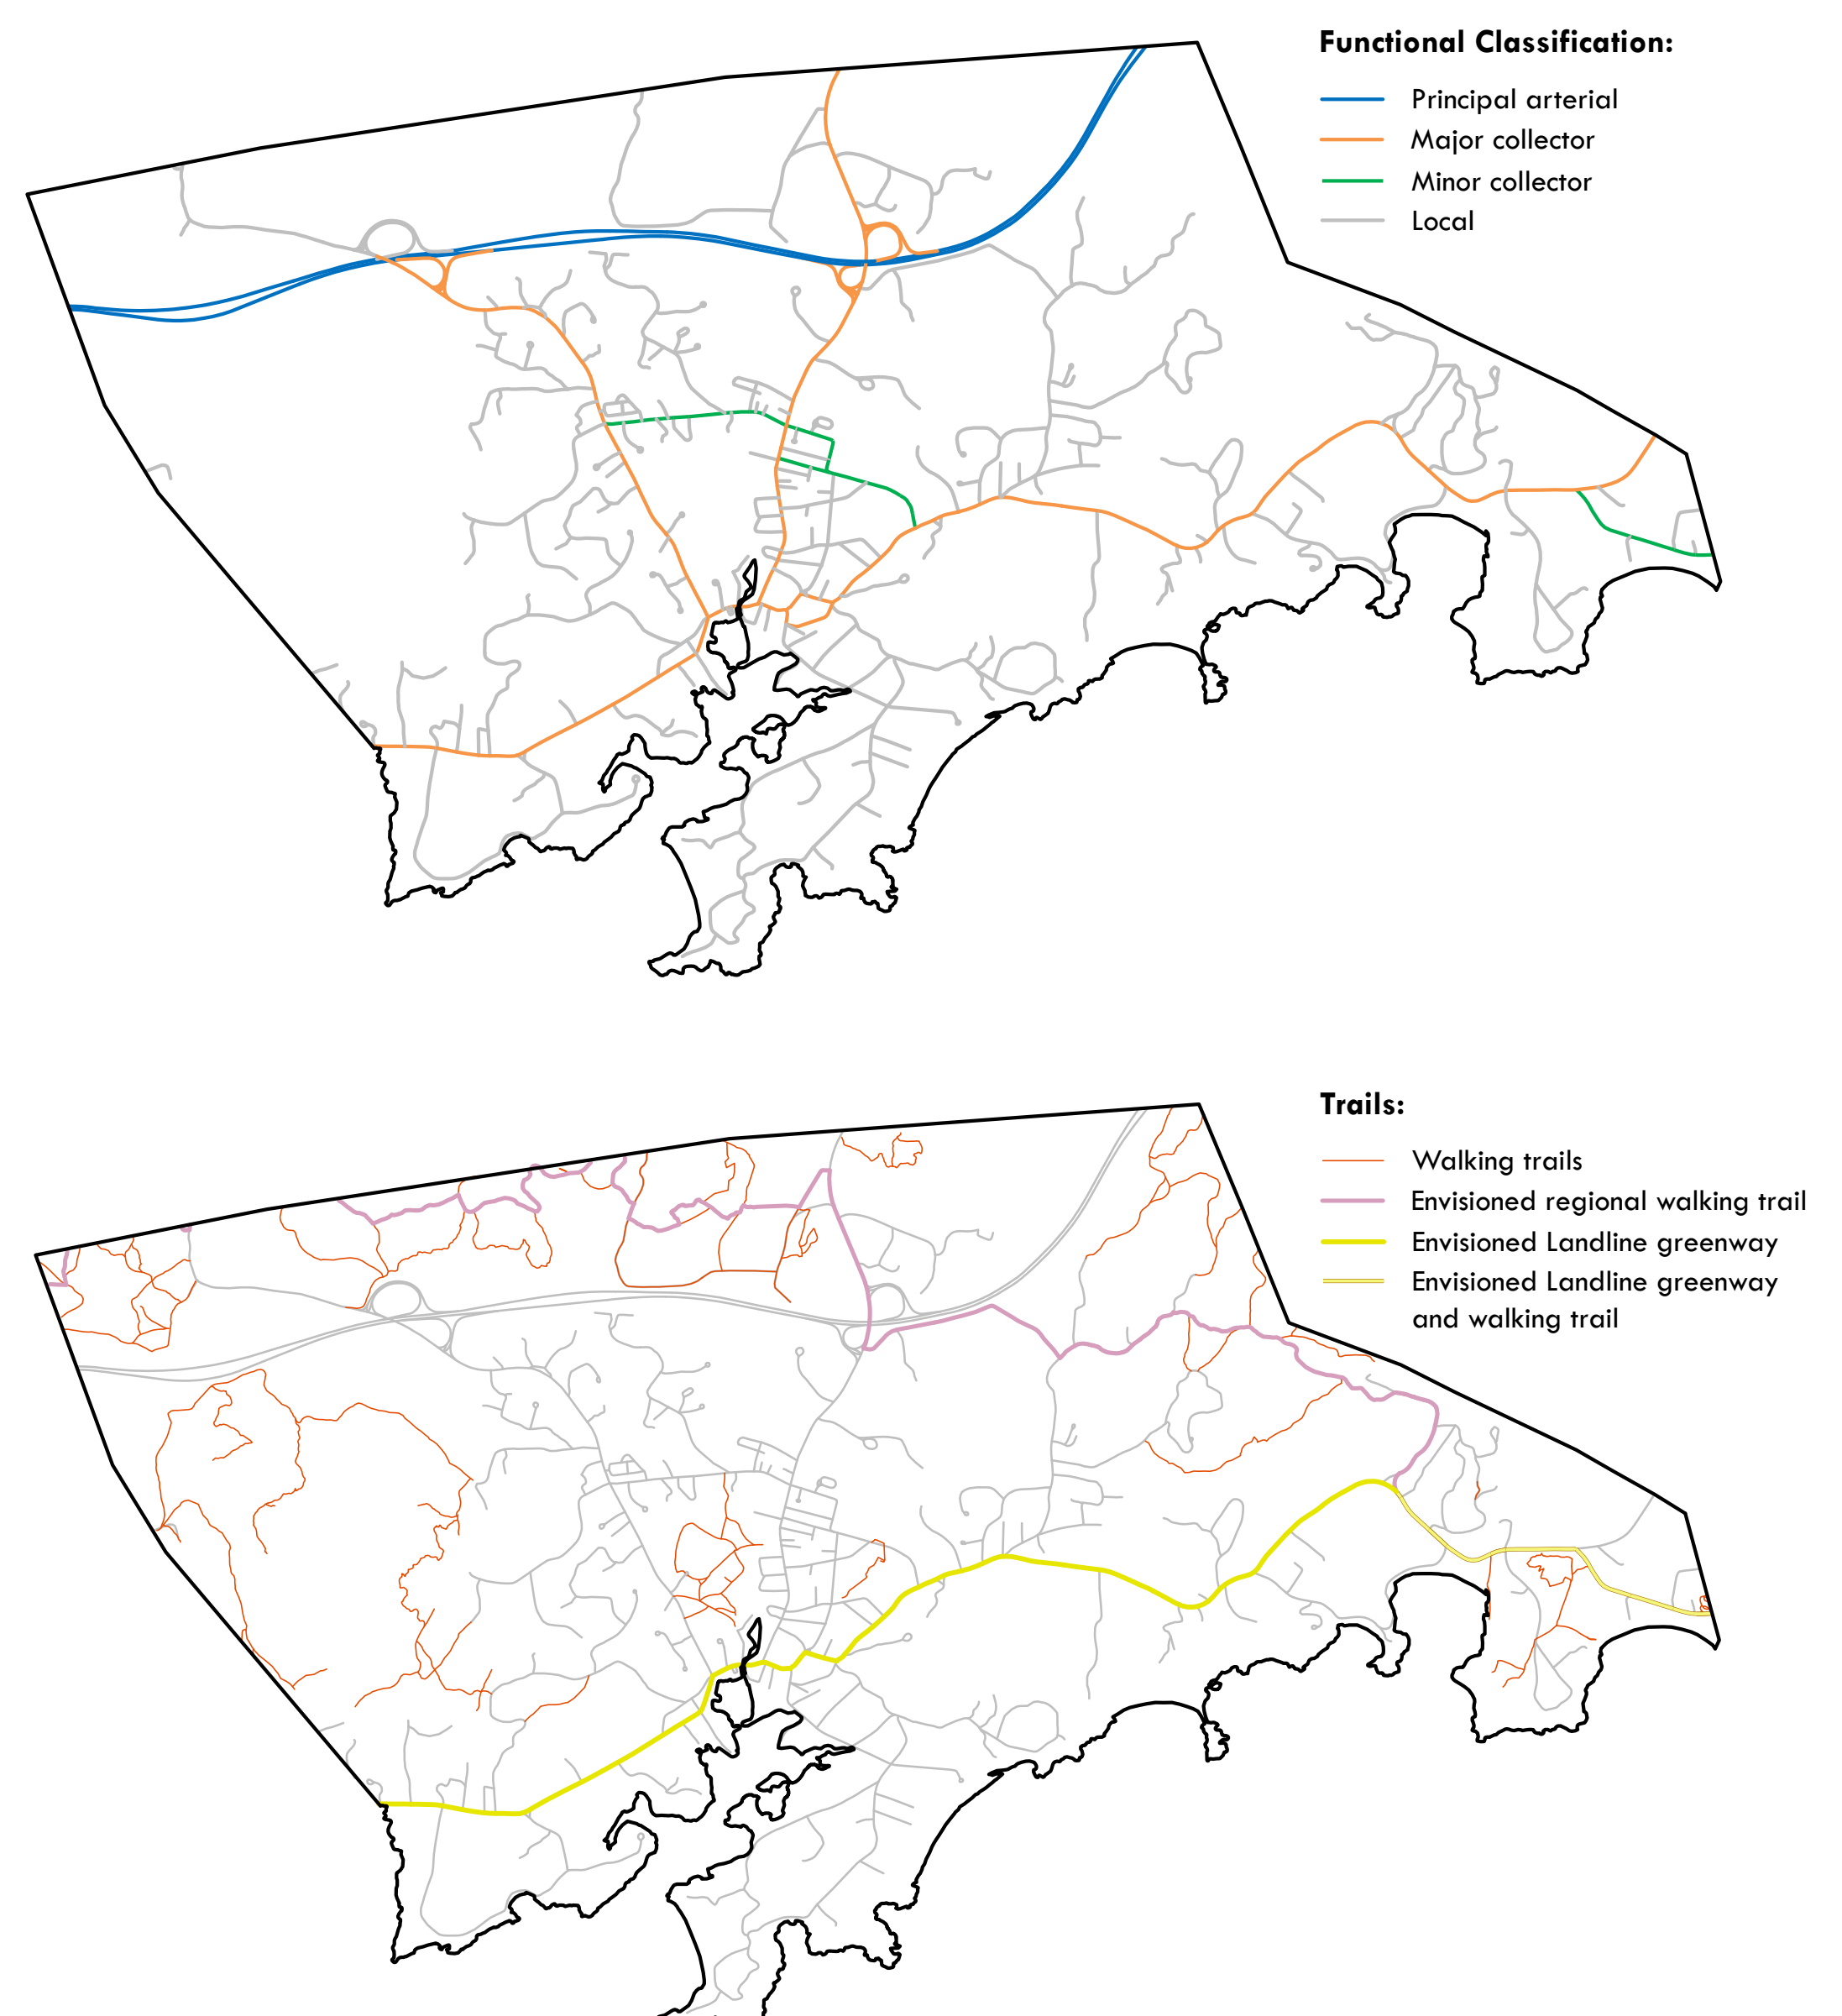 Functional Classification:
Principal arterial
Major collector
Minor collector
Local
Trails:
Walking trails
Envisioned regional walking trail
Envisioned Landline greenway
Envisioned Landline greenway
and walking trail